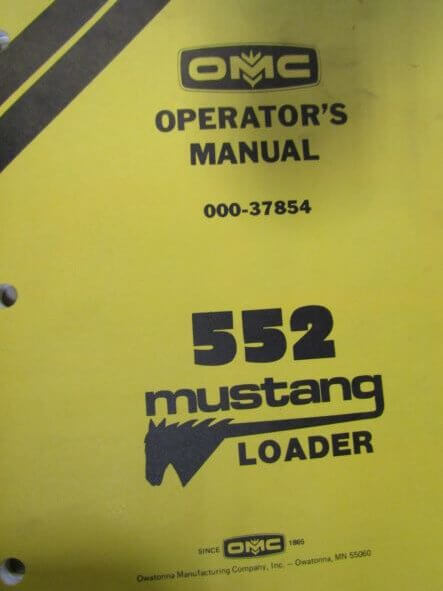 OMC
OPERATOR'S
MANUAL
000-37854
552
mustang
LOADER
SINCE OMC 1865
Owatonna Manufacturing Company, Inc. – Owatonna, MN 55060